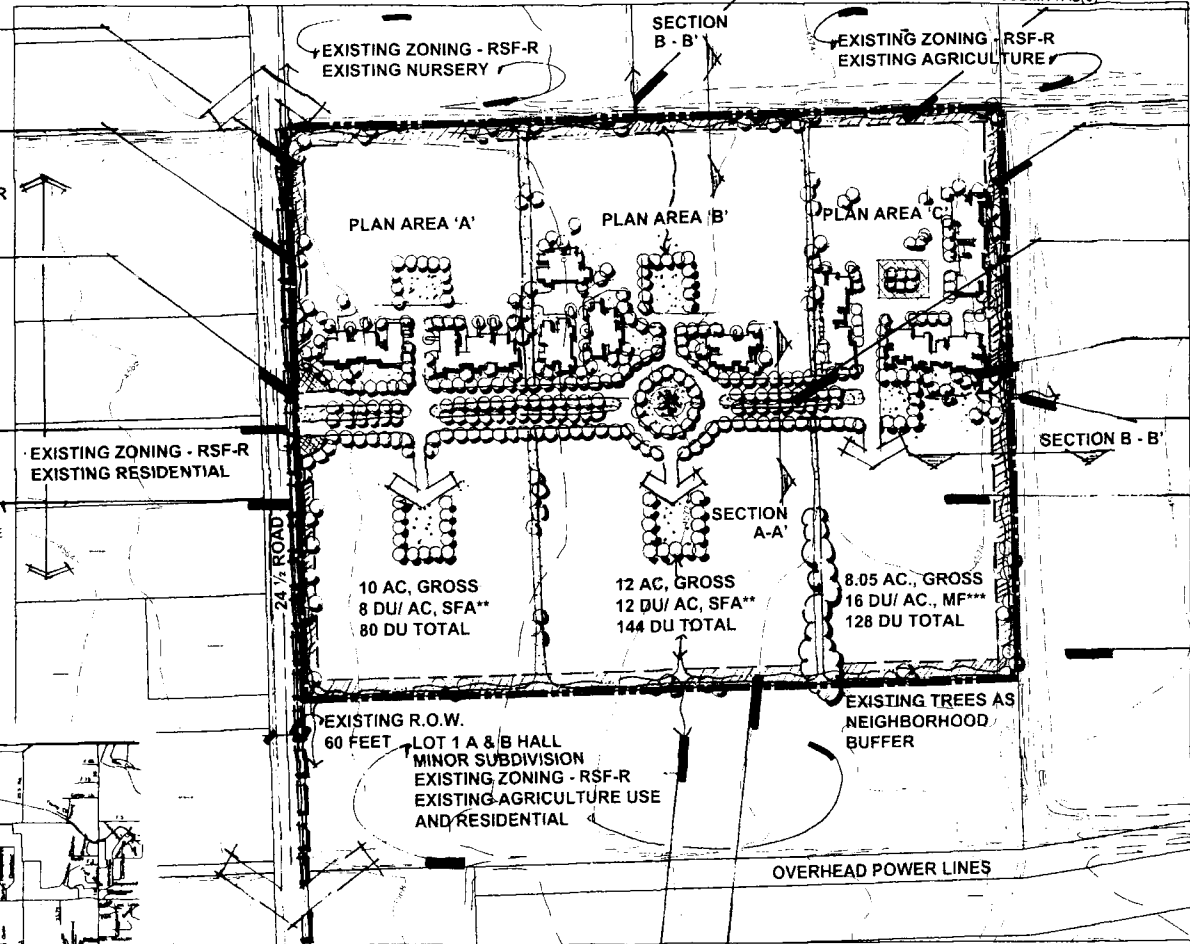 SECTION
B - B'
EXISTING ZONING - RSF-R
EXISTING NURSERY
EXISTING ZONING - RSF-R
EXISTING AGRICULTURE
PLAN AREA 'A'
PLAN AREA 'B'
PLAN AREA 'C'
EXISTING ZONING - RSF-R
EXISTING RESIDENTIAL
SECTION B - B'
SECTION
A-A'
24 ½ ROAD
10 AC, GROSS
8 DU/ AC, SFA**
80 DU TOTAL
12 AC, GROSS
12 DU/ AC, SFA**
144 DU TOTAL
8.05 AC., GROSS
16 DU/ AC., MF***
128 DU TOTAL
EXISTING R.O.W.
60 FEET
LOT 1 A & B HALL
MINOR SUBDIVISION
EXISTING ZONING - RSF-R
EXISTING AGRICULTURE USE
AND RESIDENTIAL
EXISTING TREES AS
NEIGHBORHOOD
BUFFER
OVERHEAD POWER LINES